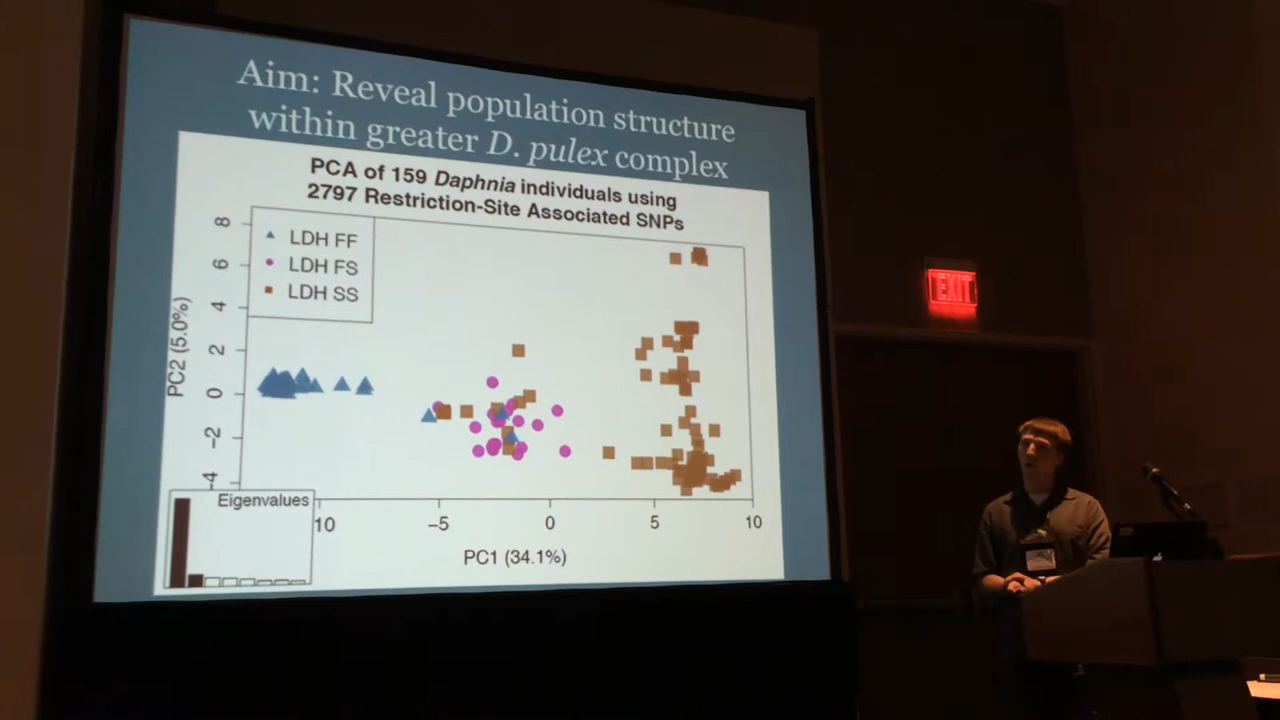 Aim: Reveal population structure
within greater D. pulex complex
PCA of 159 Daphnia individuals using
2797 Restriction-Site Associated SNPs
LDH FF
LDH FS
LDH SS
PC2 (5.0%)
8
6
4
2
0
−2
−4
Eigenvalues
10
−5
0
5
10
PC1 (34.1%)
EXIT